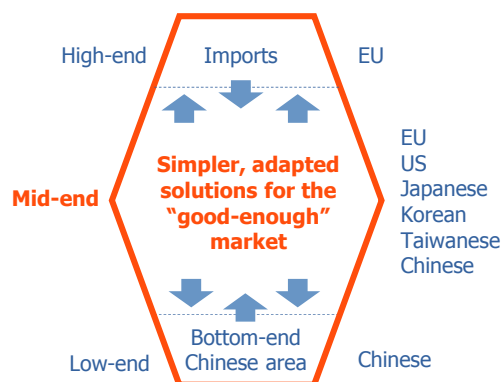 High-end
Imports
EU
Mid-end
Simpler, adapted
solutions for the
“good-enough”
market
EU
US
Japanese
Korean
Taiwanese
Chinese
Low-end
Bottom-end
Chinese area
Chinese